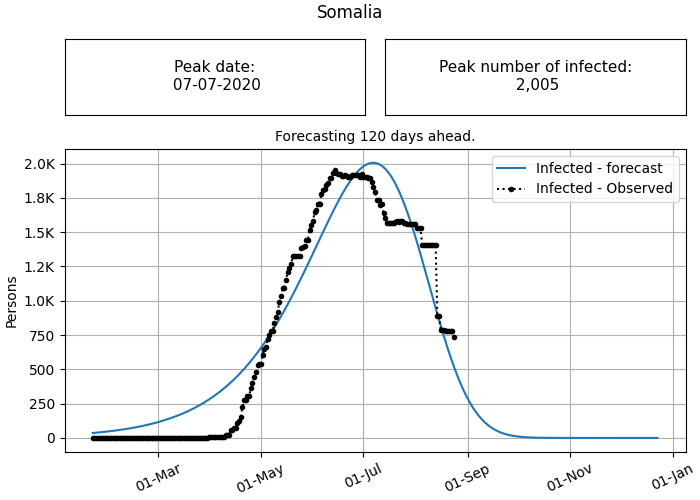 Somalia
Peak date:
07-07-2020
Peak number of infected:
2,005
Forecasting 120 days ahead.
Infected - forecast
Infected - Observed
Persons
2.0K
1.8K
1.5K
1.2K
1.0K
750
500
250
0
01-Mar
01-May
01-Jul
01-Sep
01-Nov
01-Jan